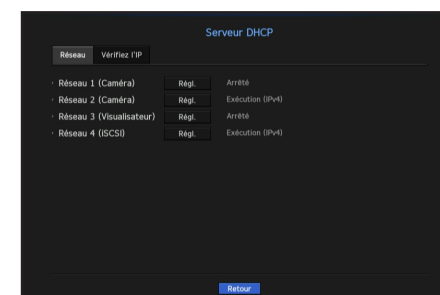 Serveur DHCP
Réseau Vérifiez l'IP
· Réseau 1 (Caméra) Régl. Arrêté
· Réseau 2 (Caméra) Régl. Exécution (IPv4)
· Réseau 3 (Visualisateur) Régl. Arrêté
· Réseau 4 (iSCSI) Régl. Exécution (IPv4)
Retour